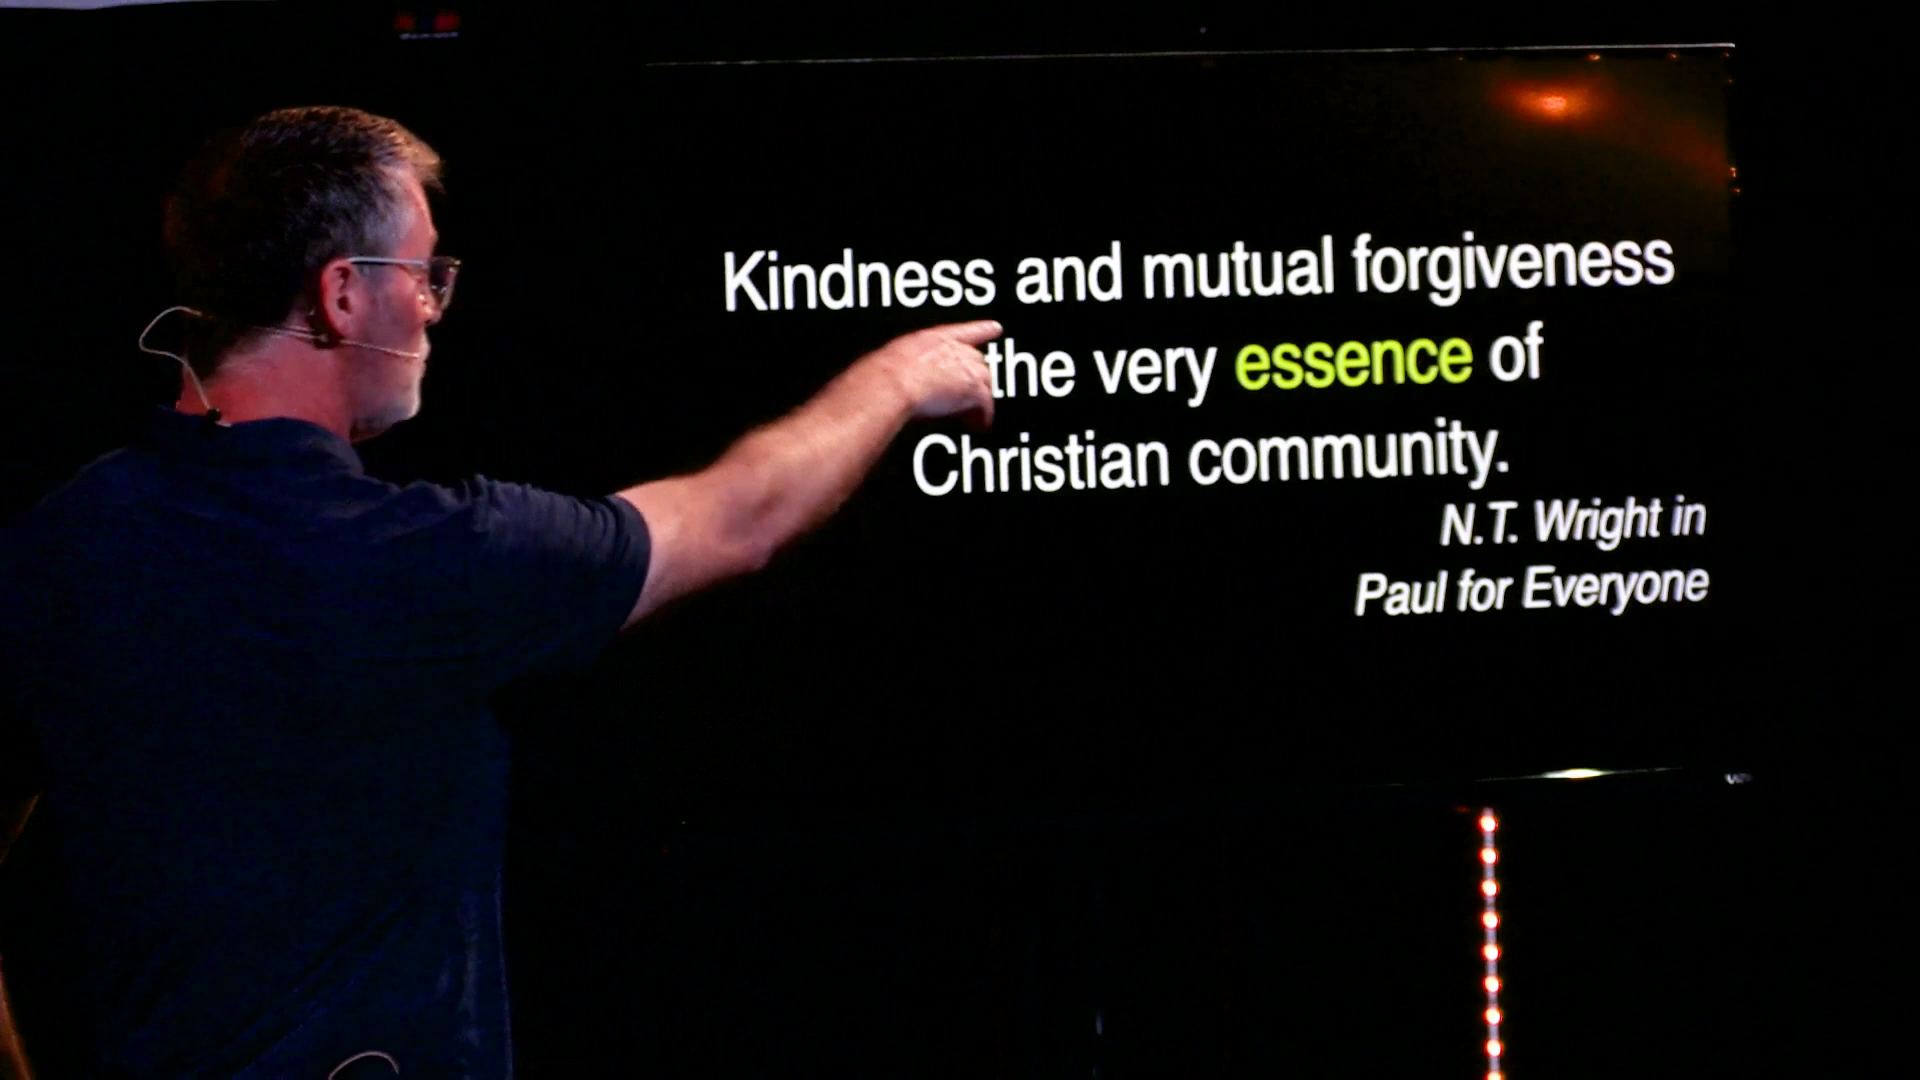 Kindness and mutual forgiveness
the very essence of
Christian community.
N.T. Wright in
Paul for Everyone